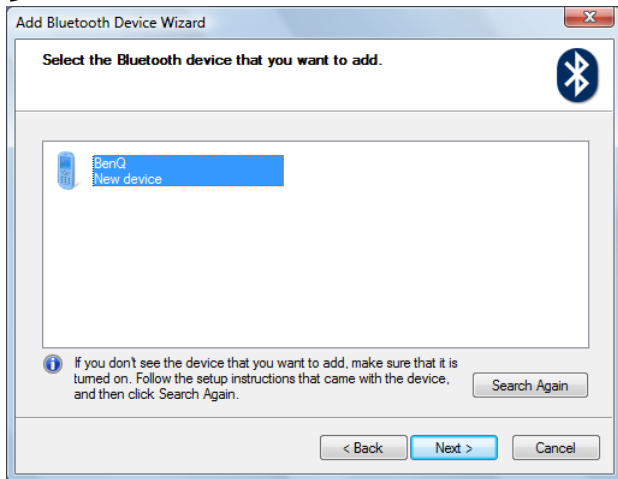 Add Bluetooth Device Wizard
Select the Bluetooth device that you want to add.
BenQ
New device
If you don't see the device that you want to add, make sure that it is
turned on. Follow the setup instructions that came with the device,
and then click Search Again.
Search Again
< Back
Next >
Cancel